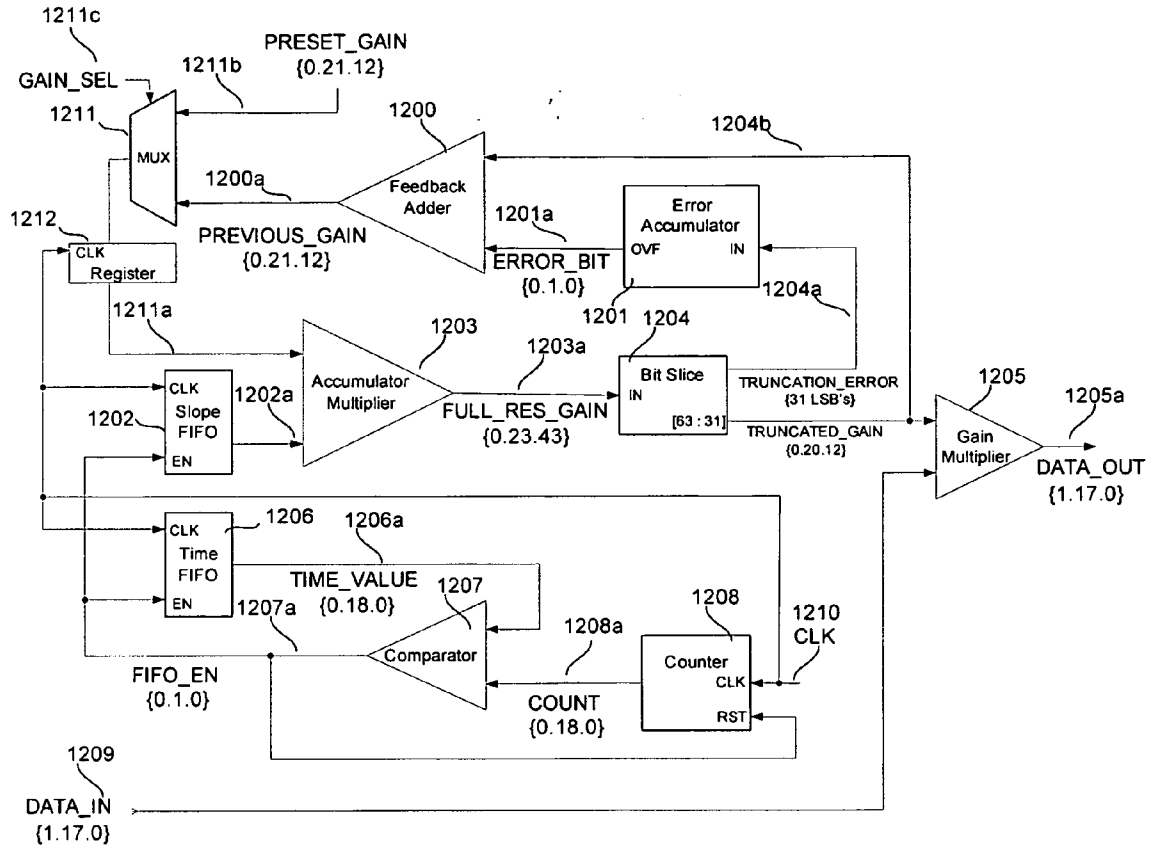 1211c
PRESET_GAIN
{0.21.12}
GAIN_SEL
1211b
1211
MUX
1200
1204b
Feedback
Adder
1200a
PREVIOUS_GAIN
{0.21.12}
1201a
ERROR_BIT
{0.1.0}
Error
Accumulator
OVF
IN
1201
1204a
1212
CLK
Register
1211a
1203
Accumulator
Multiplier
1203a
FULL_RES_GAIN
{0.23.43}
1204
Bit Slice
IN
[63 : 31]
TRUNCATION_ERROR
{31 LSB's}
TRUNCATED_GAIN
{0.20.12}
1205
Gain
Multiplier
1205a
DATA_OUT
{1.17.0}
CLK
Slope
FIFO
EN
1202
1202a
1206
CLK
Time
FIFO
EN
1206a
TIME_VALUE
{0.18.0}
1207a
1207
Comparator
FIFO_EN
{0.1.0}
1208a
COUNT
{0.18.0}
1208
Counter
CLK
RST
1210
CLK
1209
DATA_IN
{1.17.0}